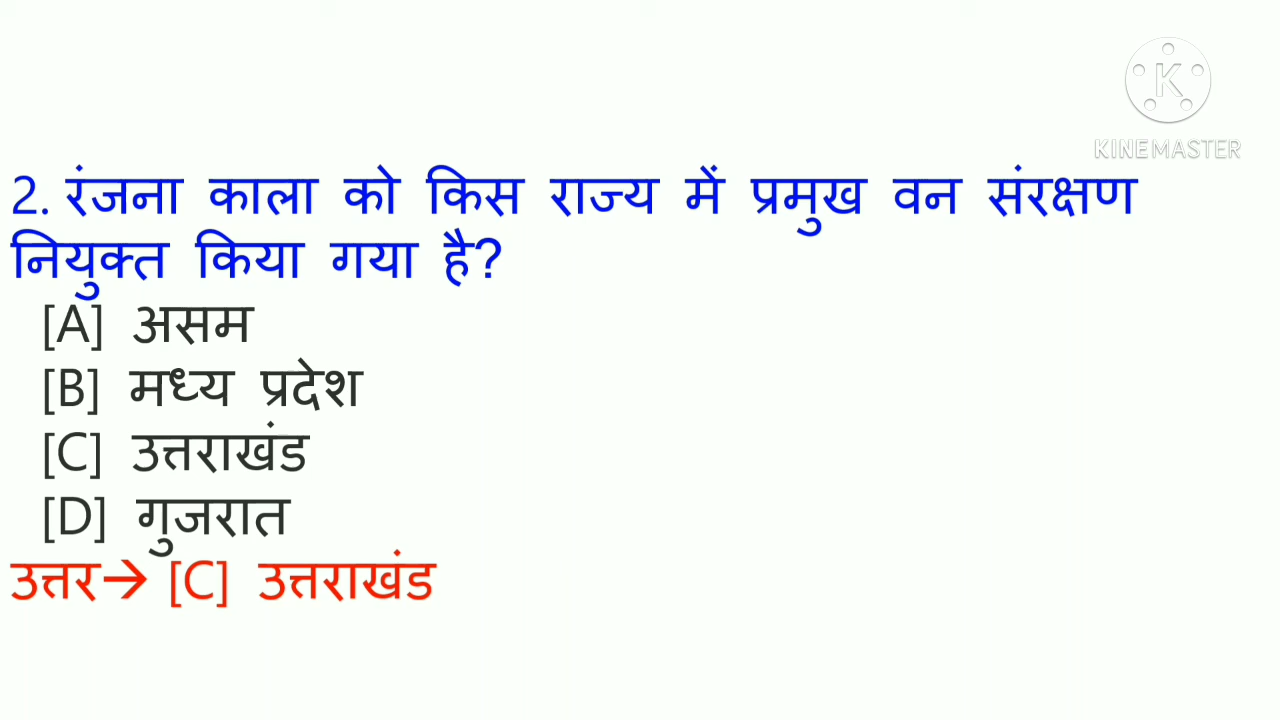 K
KINEMASTER
2. रंजना काला को किस राज्य में प्रमुख वन संरक्षण
नियुक्त किया गया है?
[A] असम
[B] मध्य प्रदेश
[C] उत्तराखंड
[D] गुजरात
उत्तर→ [C] उत्तराखंड